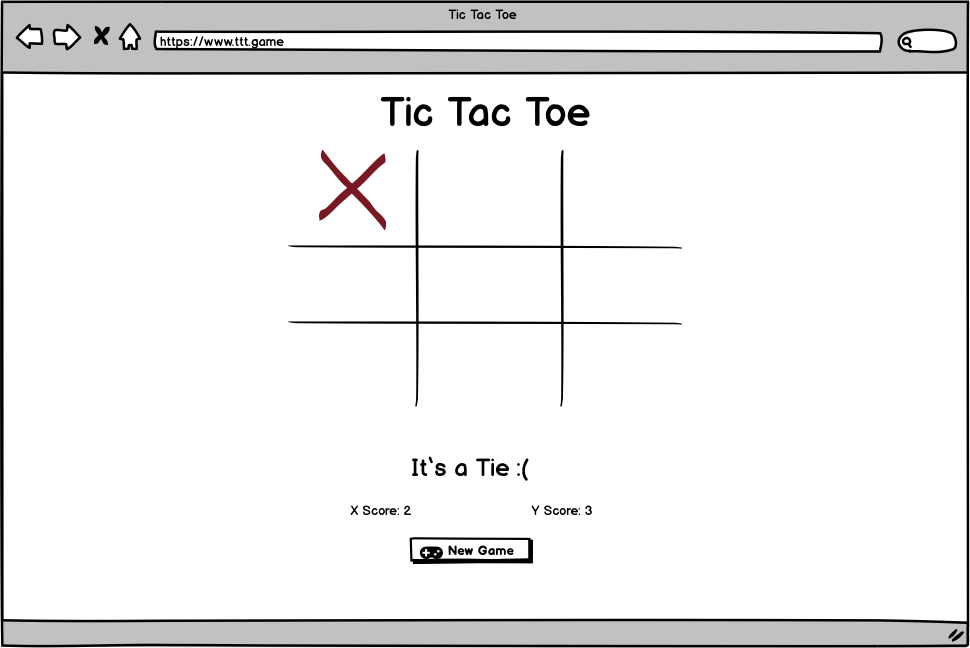 Tic Tac Toe
https://www.ttt.game
Tic Tac Toe
It`s a Tie :(
X Score: 2
Y Score: 3
New Game